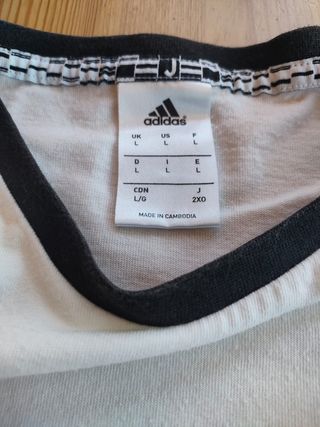 J
adidas
UK US F
L L L
D I E
L L L
CDN J
L/G 2XO
MADE IN CAMBODIA